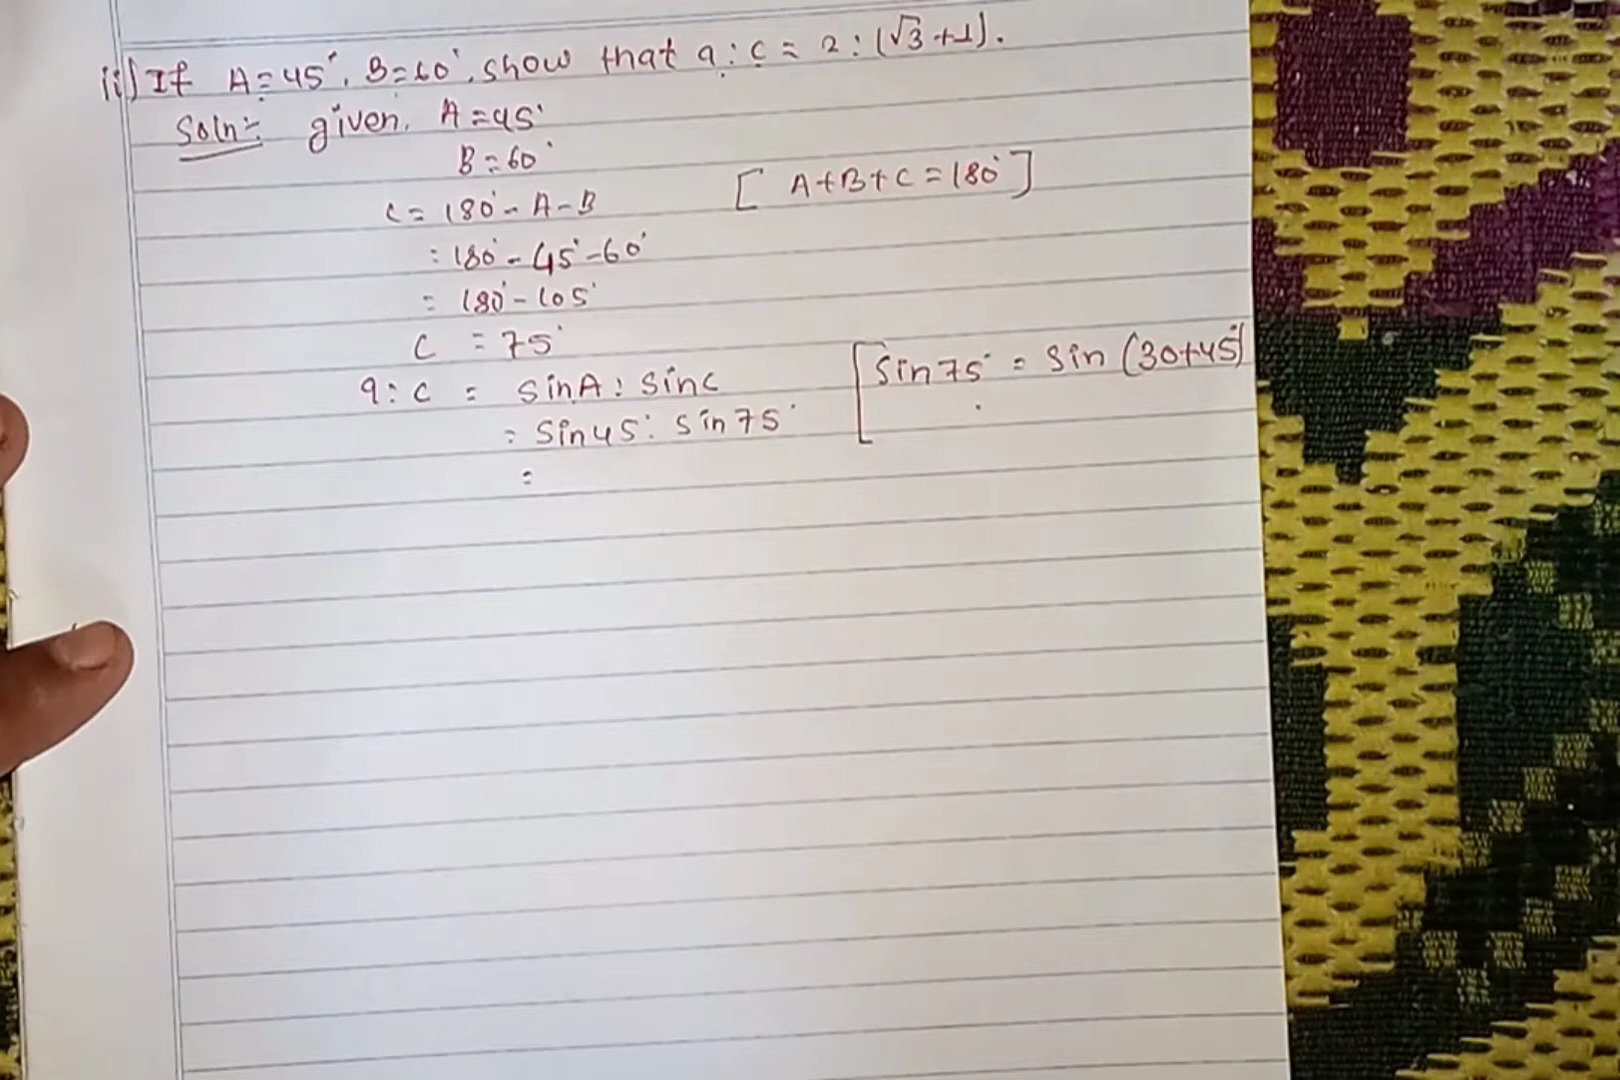 (ii) If A=45°, B=60°, show that a:c = 2:(√3+1).
Soln:- given, A=45°
B=60°
C= 180°- A-B [ A+B+C=180° ]
= 180°- 45°-60°
= 180°- 105°
C = 75°
a:c = sinA: sinc [sin75° = sin (30+45°)
= sin45°: sin75°
=